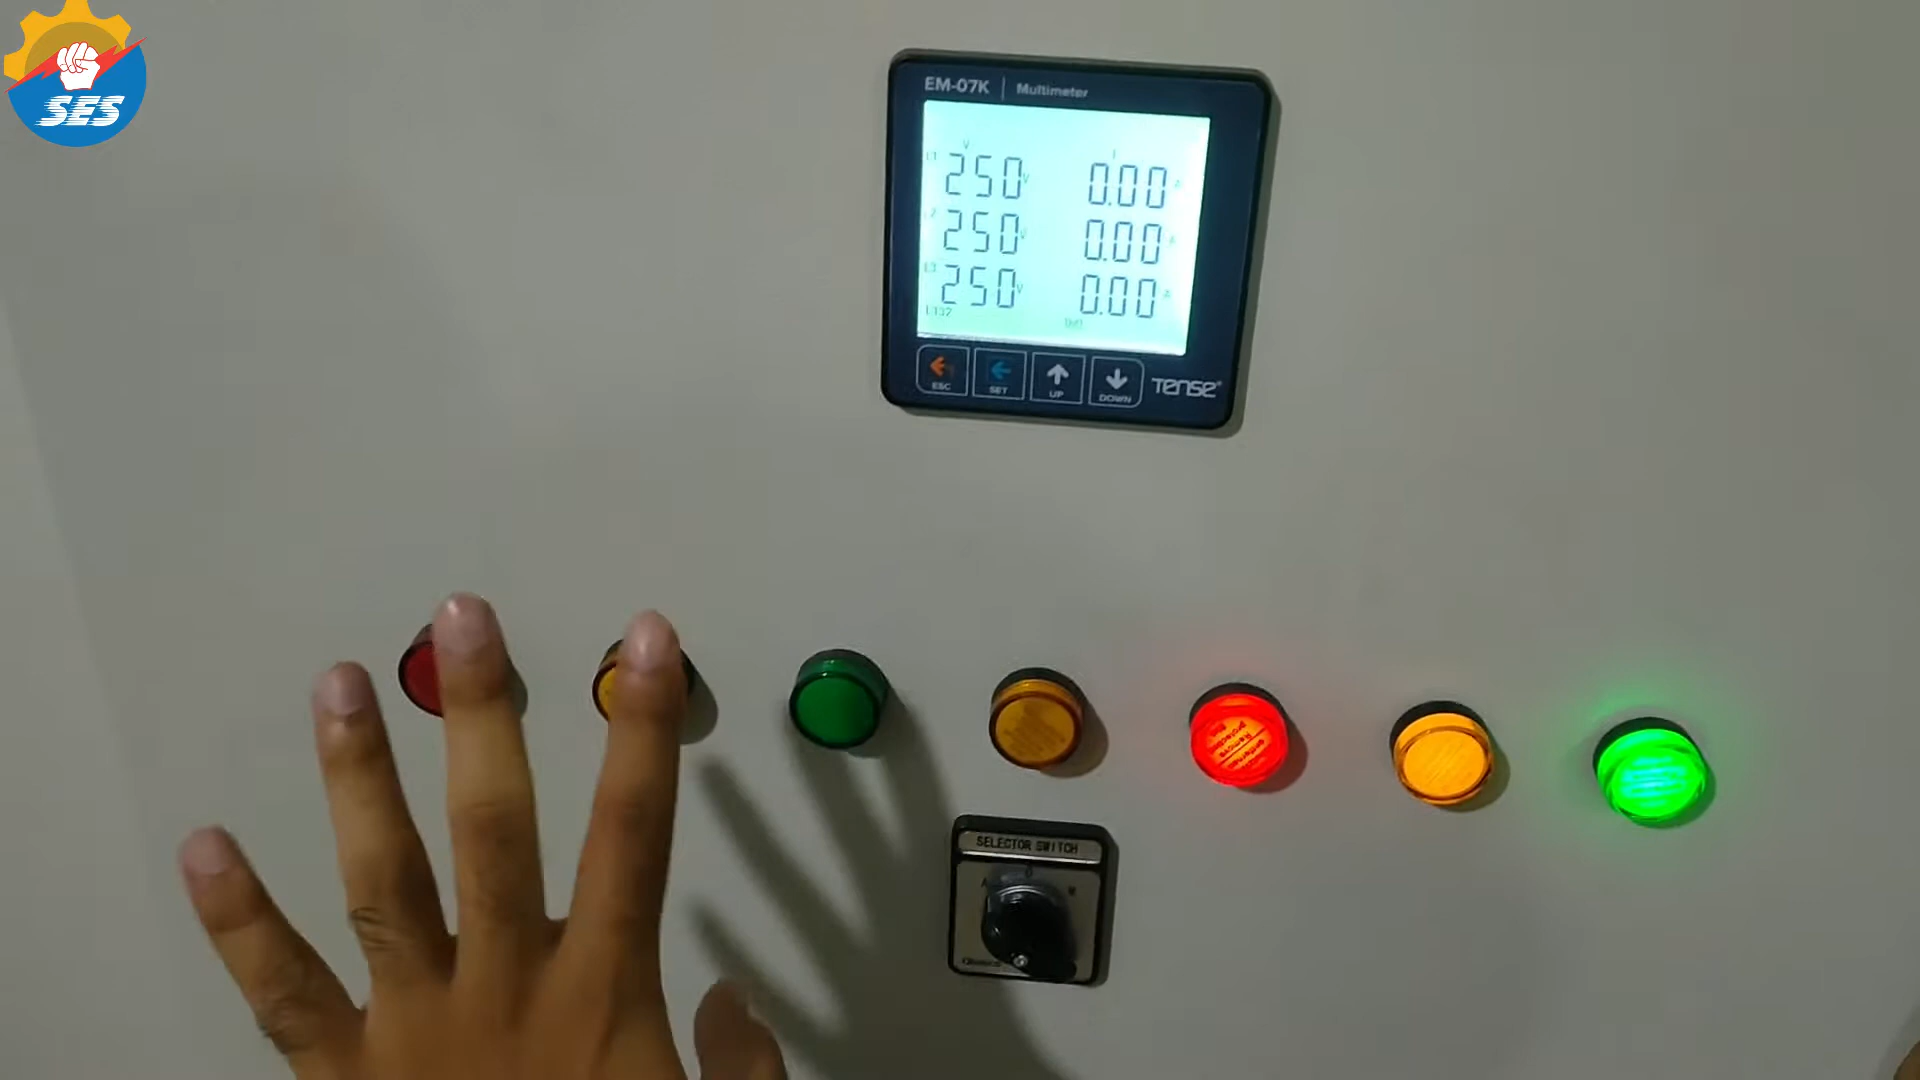 SES
EM-07K | Multimeter
V I
L1 250 V 0.00 A
L2 250 V 0.00 A
L3 250 V 0.00 A
ESC SET UP DOWN TENSE®
SELECTOR SWITCH
A 0